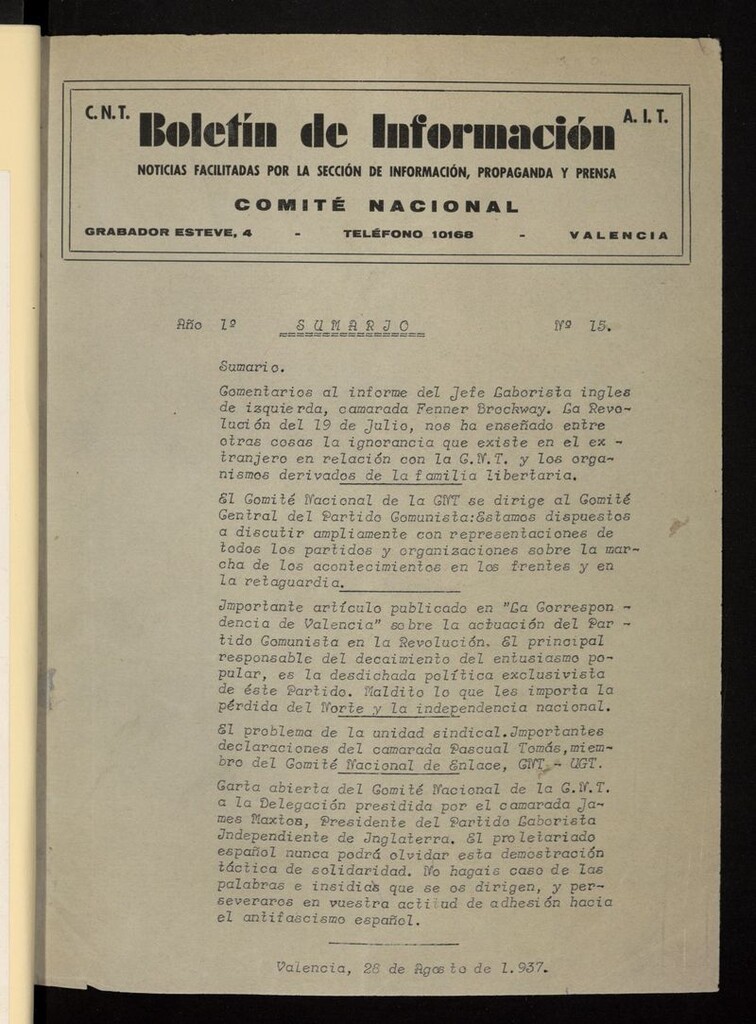 C.N.T.
Boletín de Información
A. I. T.
NOTICIAS FACILITADAS POR LA SECCIÓN DE INFORMACIÓN, PROPAGANDA Y PRENSA
COMITÉ NACIONAL
GRABADOR ESTEVE, 4 - TELÉFONO 10168 - VALENCIA
Año 1º SUMARIO Nº 15.
Sumario.
Comentarios al informe del Jefe Laborista ingles
de izquierda, camarada Fenner Brockway. La Revo-
lución del 19 de Julio, nos ha enseñado entre
otras cosas la ignorancia que existe en el ex -
tranjero en relación con la C.N.T. y los orga-
nismos derivados de la familia libertaria.
El Comité Nacional de la CNT se dirige al Comité
Central del Partido Comunista:Estamos dispuestos
a discutir ampliamente con representaciones de
todos los partidos y organizaciones sobre la mar-
cha de los acontecimientos en los frentes y en
la retaguardia.
Importante artículo publicado en "La Correspon -
dencia de Valencia" sobre la actuación del Par -
tido Comunista en la Revolución. El principal
responsable del decaimiento del entusiasmo po-
pular, es la desdichada política exclusivista
de éste Partido. Maldito lo que les importa la
pérdida del Norte y la independencia nacional.
El problema de la unidad sindical.Importantes
declaraciones del camarada Pascual Tomás,miem-
bro del Comité Nacional de Enlace, CNT - UGT.
Carta abierta del Comité Nacional de la C.N.T.
a la Delegación presidida por el camarada Ja-
mes Maxtos, Presidente del Partido Laborista
Independiente de Inglaterra. El proletariado
español nunca podrá olvidar esta demostración
táctica de solidaridad. No hagais caso de las
palabras e insidias que se os dirigen, y per-
severaros en vuestra actitud de adhesión hacia
el antifascismo español.
Valencia, 28 de Agosto de 1.937.